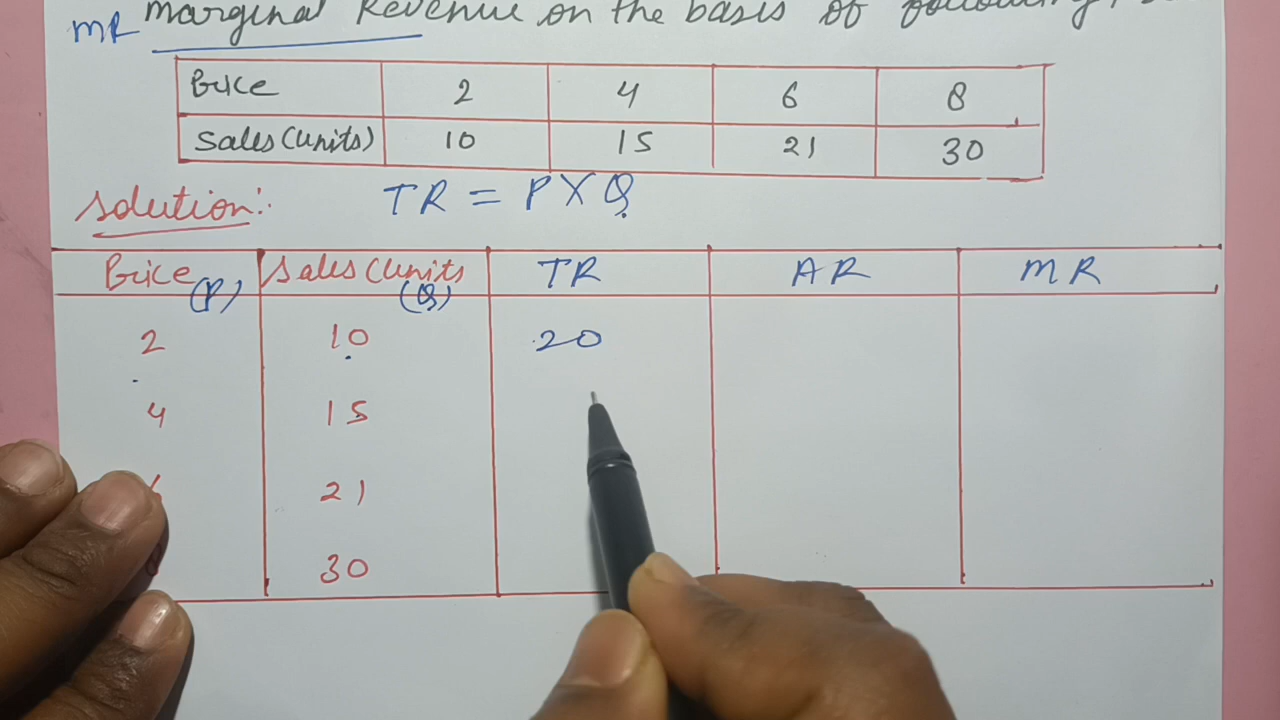 MR Marginal Revenue on the basis of following
Price 2 4 6 8
Sales (Units) 10 15 21 30
Solution:
TR = P X Q
Price (P) Sales (Units (Q) TR AR MR
2 10 20
4 15
21
30